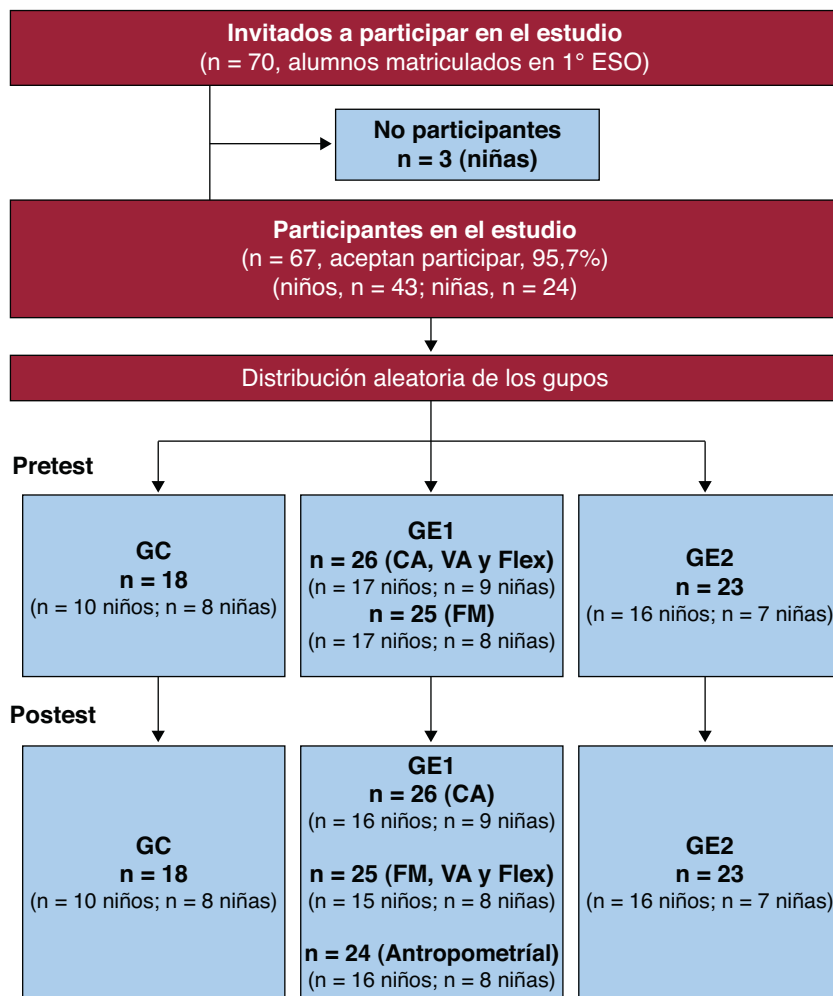 Invitados a participar en el estudio
(n = 70, alumnos matriculados en 1° ESO)
No participantes
n = 3 (niñas)
Participantes en el estudio
(n = 67, aceptan participar, 95,7%)
(niños, n = 43; niñas, n = 24)
Distribución aleatoria de los gupos
Pretest
GC
n = 18
(n = 10 niños; n = 8 niñas)
GE1
n = 26 (CA, VA y Flex)
(n = 17 niños; n = 9 niñas)
n = 25 (FM)
(n = 17 niños; n = 8 niñas)
GE2
n = 23
(n = 16 niños; n = 7 niñas)
Postest
GC
n = 18
(n = 10 niños; n = 8 niñas)
GE1
n = 26 (CA)
(n = 16 niños; n = 9 niñas)
n = 25 (FM, VA y Flex)
(n = 15 niños; n = 8 niñas)
n = 24 (Antropometríal)
(n = 16 niños; n = 8 niñas)
GE2
n = 23
(n = 16 niños; n = 7 niñas)